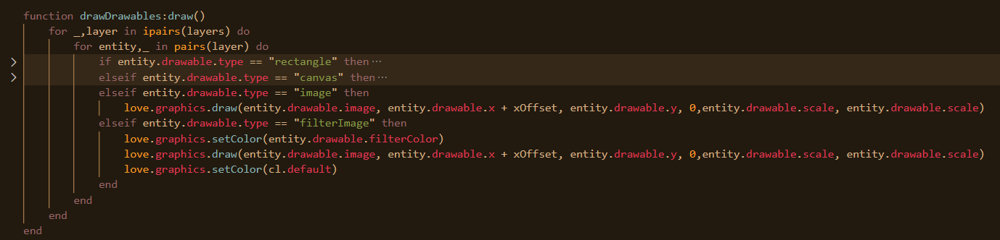 function drawDrawables:draw()
    for _,layer in ipairs(layers) do
        for entity,_ in pairs(layer) do
            if entity.drawable.type == "rectangle" then⋯
            elseif entity.drawable.type == "canvas" then⋯
            elseif entity.drawable.type == "image" then
                love.graphics.draw(entity.drawable.image, entity.drawable.x + xOffset, entity.drawable.y, 0,entity.drawable.scale, entity.drawable.scale)
            elseif entity.drawable.type == "filterImage" then
                love.graphics.setColor(entity.drawable.filterColor)
                love.graphics.draw(entity.drawable.image, entity.drawable.x + xOffset, entity.drawable.y, 0,entity.drawable.scale, entity.drawable.scale)
                love.graphics.setColor(cl.default)
            end
        end
    end
end